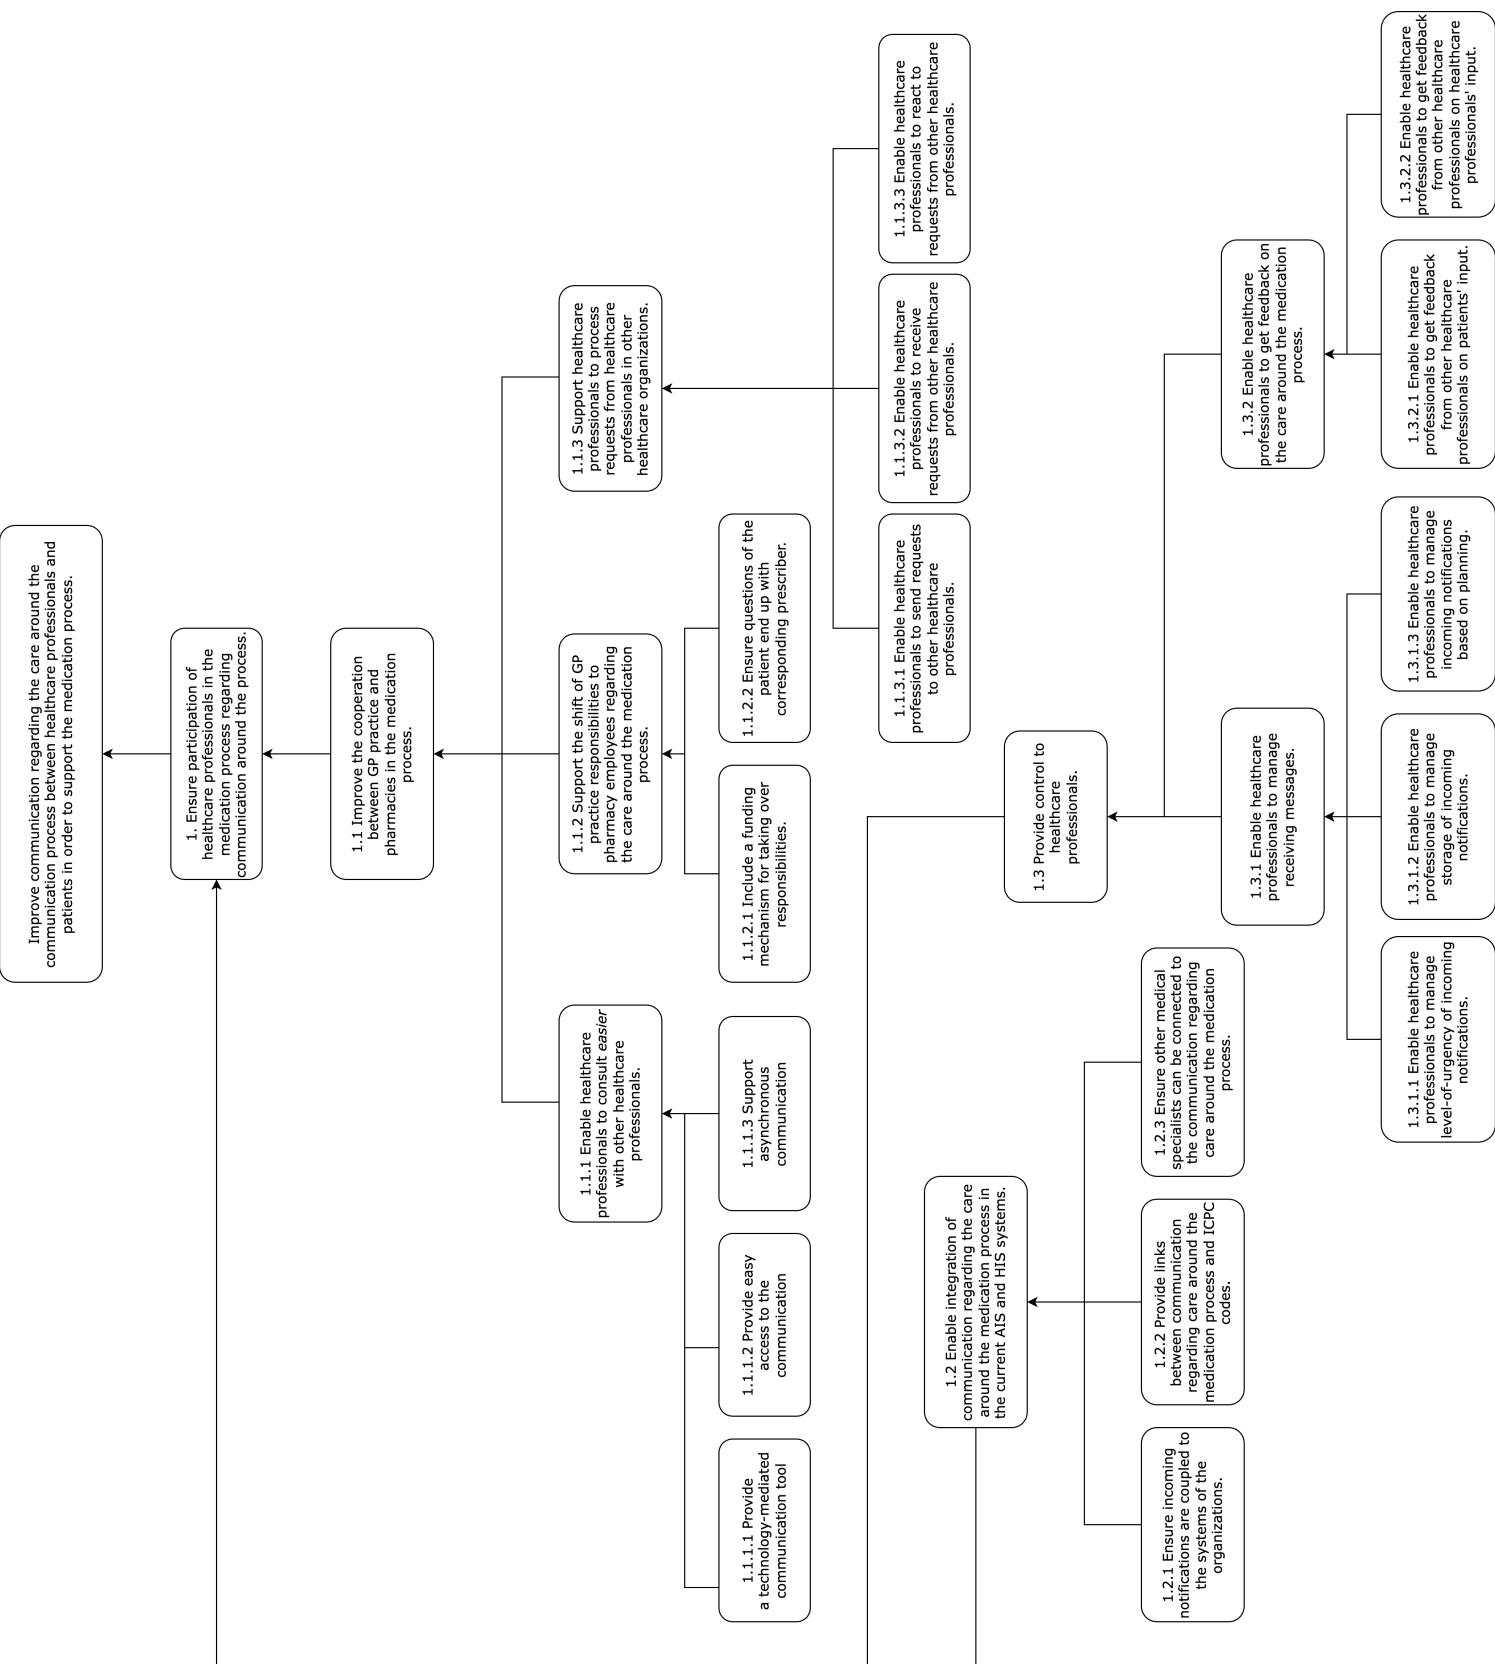 Improve communication regarding the care around the
communication process between healthcare professionals and
patients in order to support the medication process.
1. Ensure participation of
healthcare professionals in the
medication process regarding
communication around the process.
1.1 Improve the cooperation
between GP practice and
pharmacies in the medication
process.
1.1.1 Enable healthcare
professionals to consult easier
with other healthcare
professionals.
1.1.2 Support the shift of GP
practice responsibilities to
pharmacy employees regarding
the care around the medication
process.
1.1.3 Support healthcare
professionals to process
requests from healthcare
professionals in other
healthcare organizations.
1.1.1.1 Provide
a technology-mediated
communication tool
1.1.1.2 Provide easy
access to the
communication
1.1.1.3 Support
asynchronous
communication
1.1.2.1 Include a funding
mechanism for taking over
responsibilities.
1.1.2.2 Ensure questions of the
patient end up with
corresponding prescriber.
1.1.3.1 Enable healthcare
professionals to send requests
to other healthcare
professionals.
1.1.3.2 Enable healthcare
professionals to receive
requests from other healthcare
professionals.
1.1.3.3 Enable healthcare
professionals to react to
requests from other healthcare
professionals.
1.2 Enable integration of
communication regarding the care
around the medication process in
the current AIS and HIS systems.
1.3 Provide control to
healthcare
professionals.
1.2.1 Ensure incoming
notifications are coupled to
the systems of the
organizations.
1.2.2 Provide links
between communication
regarding care around the
medication process and ICPC
codes.
1.2.3 Ensure other medical
specialists can be connected to
the communication regarding
care around the medication
process.
1.3.1 Enable healthcare
professionals to manage
receiving messages.
1.3.2 Enable healthcare
professionals to get feedback on
the care around the medication
process.
1.3.1.1 Enable healthcare
professionals to manage
level-of-urgency of incoming
notifications.
1.3.1.2 Enable healthcare
professionals to manage
storage of incoming
notifications.
1.3.1.3 Enable healthcare
professionals to manage
incoming notifications
based on planning.
1.3.2.1 Enable healthcare
professionals to get feedback
from other healthcare
professionals on patients' input.
1.3.2.2 Enable healthcare
professionals to get feedback
from other healthcare
professionals on healthcare
professionals' input.